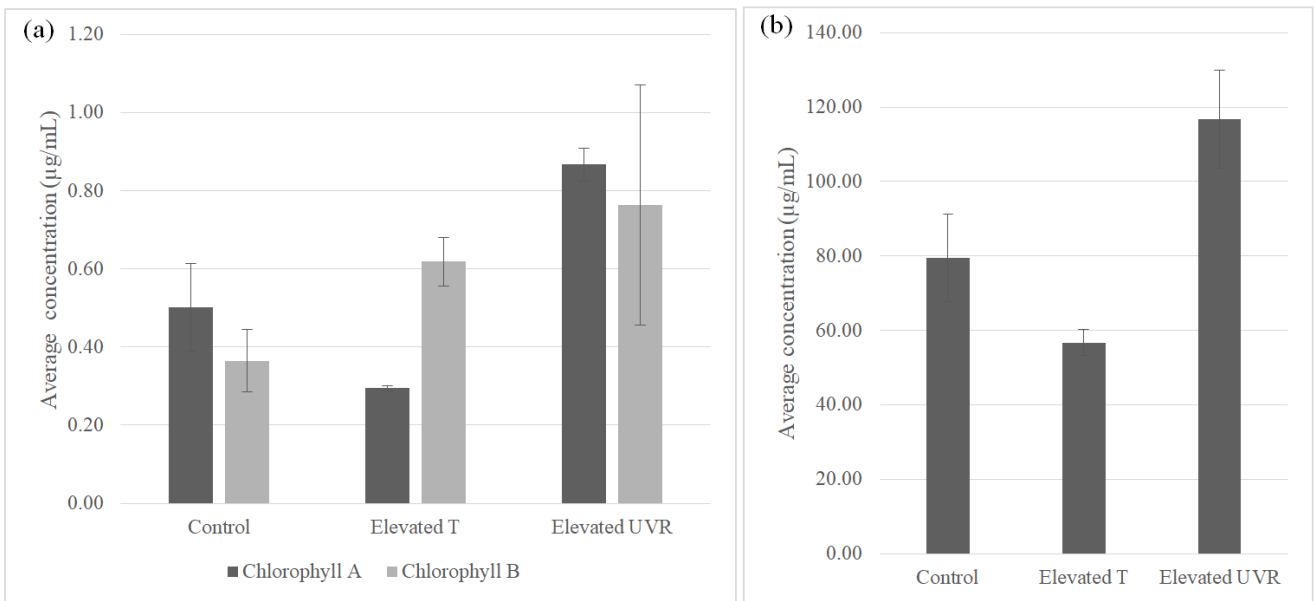 (a)
Average concentration (µg/mL)
1.20
1.00
0.80
0.60
0.40
0.20
0.00
Control Elevated T Elevated UVR
Chlorophyll A Chlorophyll B
(b)
Average concentration (µg/mL)
140.00
120.00
100.00
80.00
60.00
40.00
20.00
0.00
Control Elevated T Elevated UVR